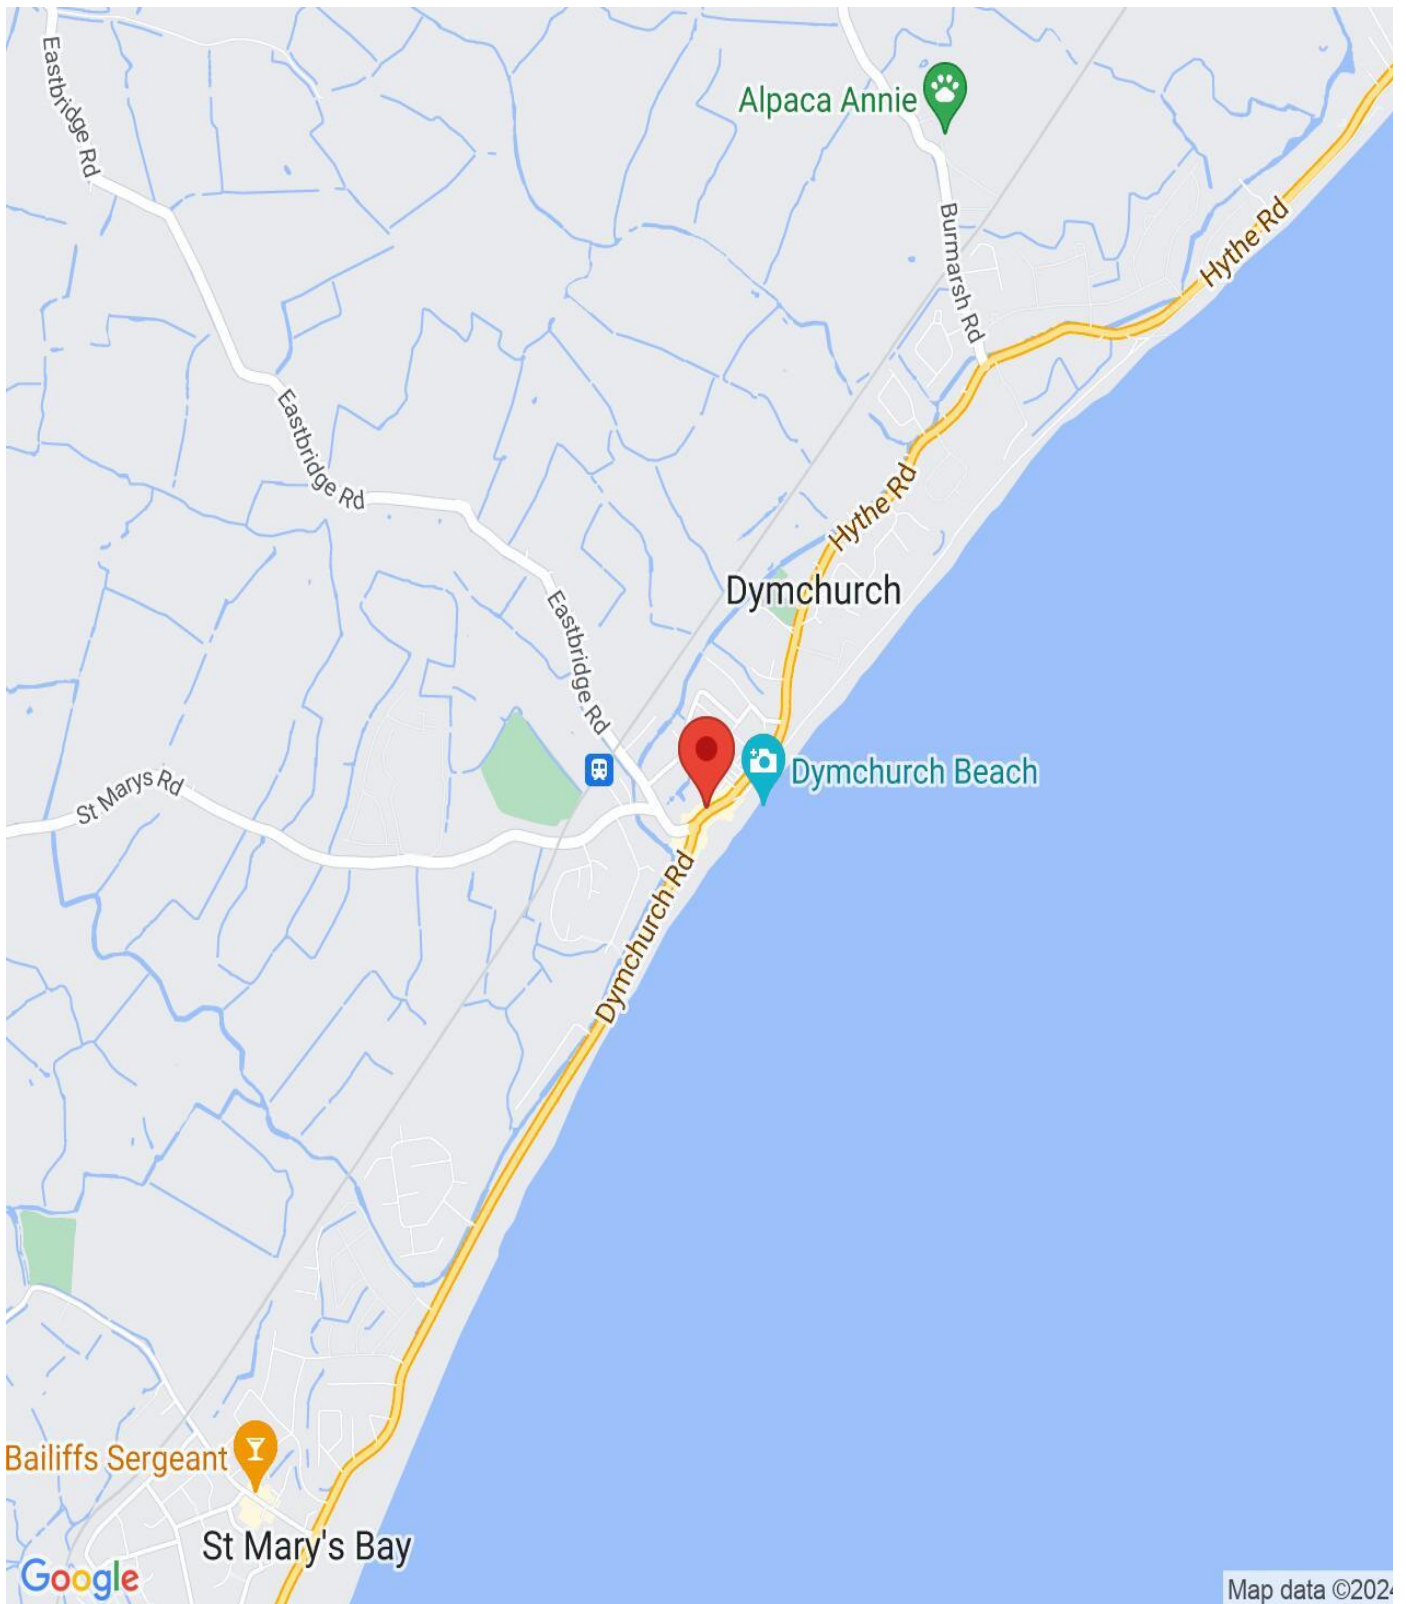 Eastbridge Rd
Alpaca Annie
Burmarsh Rd
Hythe Rd
Eastbridge Rd
Hythe Rd
Dymchurch
Eastbridge Rd
St Marys Rd
Dymchurch Beach
Dymchurch Rd
Bailiffs Sergeant
St Mary's Bay
Google
Map data ©2024